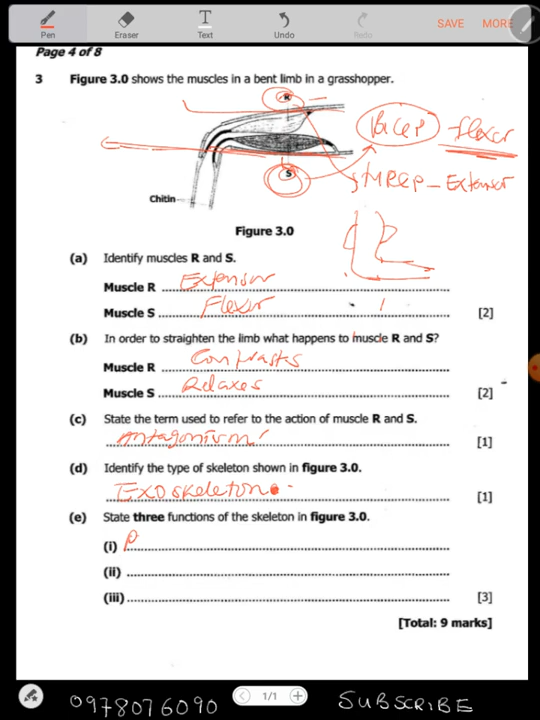 Pen
Eraser
T
Text
Undo
Redo
SAVE
MORE
Page 4 of 8
3 Figure 3.0 shows the muscles in a bent limb in a grasshopper.
R
Bicep - flexor
S
TRICEP - Extensor
Chitin
Figure 3.0
(a) Identify muscles R and S.
Muscle R Extensor
Muscle S Flexor [2]
(b) In order to straighten the limb what happens to muscle R and S?
Muscle R Contracts
Muscle S Relaxes [2]
(c) State the term used to refer to the action of muscle R and S.
Antagonism [1]
(d) Identify the type of skeleton shown in figure 3.0.
Exoskeleton [1]
(e) State three functions of the skeleton in figure 3.0.
(i) P
(ii)
(iii) [3]
[Total: 9 marks]
0978076090
1/1
SUBSCRIBE